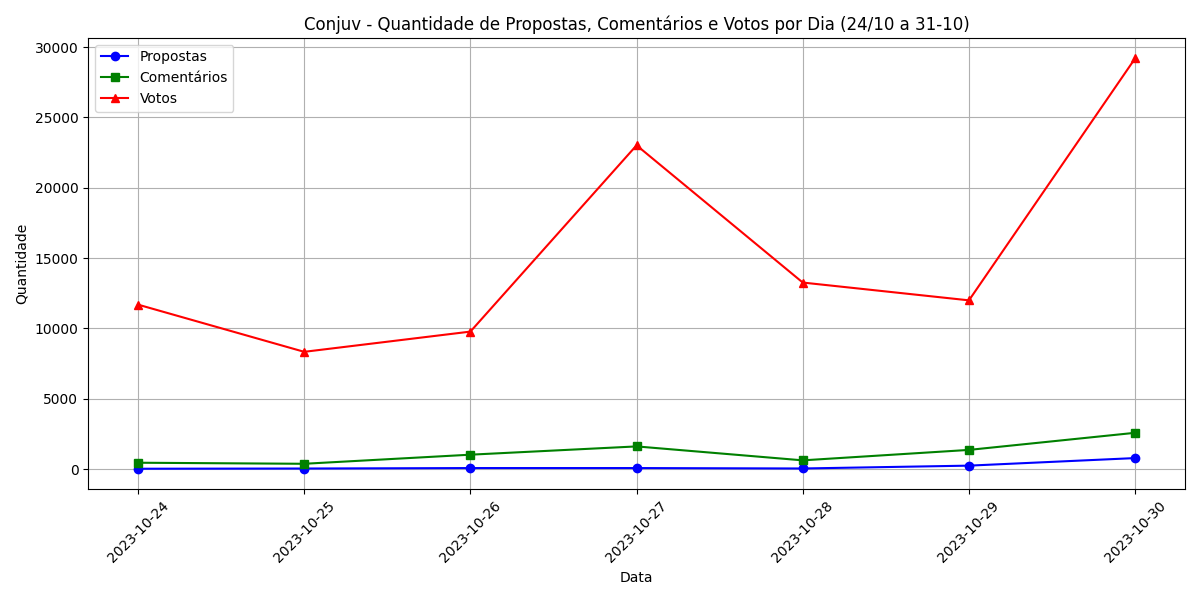 Conjuv - Quantidade de Propostas, Comentários e Votos por Dia (24/10 a 31-10)
Propostas
Comentários
Votos
30000
25000
20000
15000
10000
5000
0
Quantidade
2023-10-24
2023-10-25
2023-10-26
2023-10-27
2023-10-28
2023-10-29
2023-10-30
Data